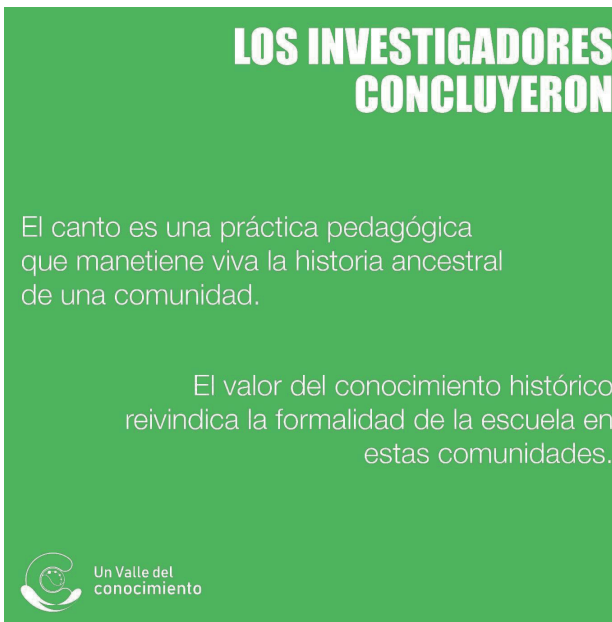 LOS INVESTIGADORES
CONCLUYERON
El canto es una práctica pedagógica
que manetiene viva la historia ancestral
de una comunidad.
El valor del conocimiento histórico
reivindica la formalidad de la escuela en
estas comunidades.
Un Valle del
conocimiento